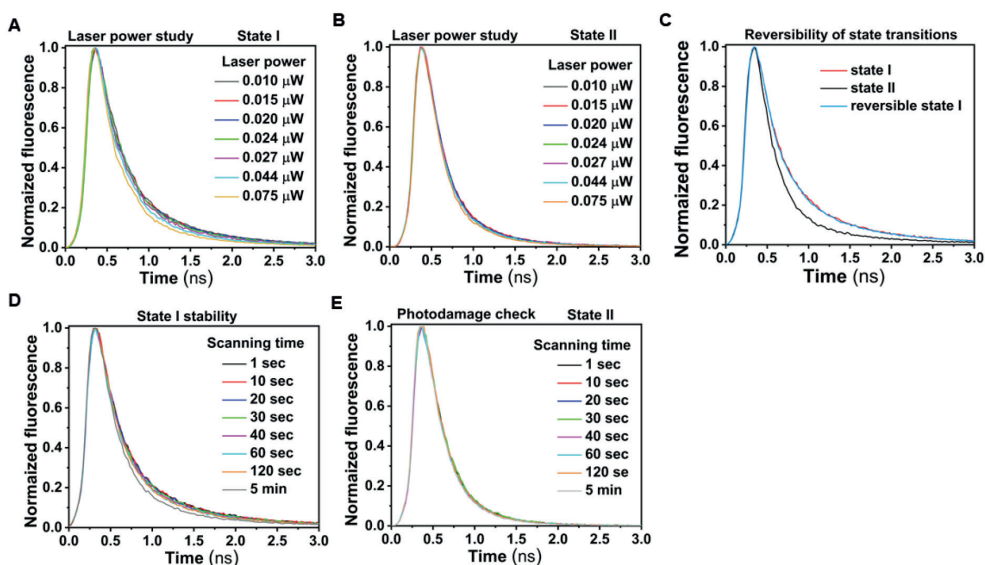 A
Laser power study State I
Normaized fluorescence
1.0
0.8
0.6
0.4
0.2
0.0
Laser power
0.010 μW
0.015 μW
0.020 μW
0.024 μW
0.027 μW
0.044 μW
0.075 μW
0.0 0.5 1.0 1.5 2.0 2.5 3.0
Time (ns)
B
Laser power study State II
Normaized fluorescence
1.0
0.8
0.6
0.4
0.2
0.0
Laser power
0.010 μW
0.015 μW
0.020 μW
0.024 μW
0.027 μW
0.044 μW
0.075 μW
0.0 0.5 1.0 1.5 2.0 2.5 3.0
Time (ns)
C
Reversibility of state transitions
Normalized fluorescence
1.0
0.8
0.6
0.4
0.2
0.0
state I
state II
reversible state I
0.0 0.5 1.0 1.5 2.0 2.5 3.0
Time (ns)
D
State I stability
Normaized fluorescence
1.0
0.8
0.6
0.4
0.2
0.0
Scanning time
1 sec
10 sec
20 sec
30 sec
40 sec
60 sec
120 sec
5 min
0.0 0.5 1.0 1.5 2.0 2.5 3.0
Time (ns)
E
Photodamage check State II
Normaized fluorescence
1.0
0.8
0.6
0.4
0.2
0.0
Scanning time
1 sec
10 sec
20 sec
30 sec
40 sec
60 sec
120 se
5 min
0.0 0.5 1.0 1.5 2.0 2.5 3.0
Time (ns)